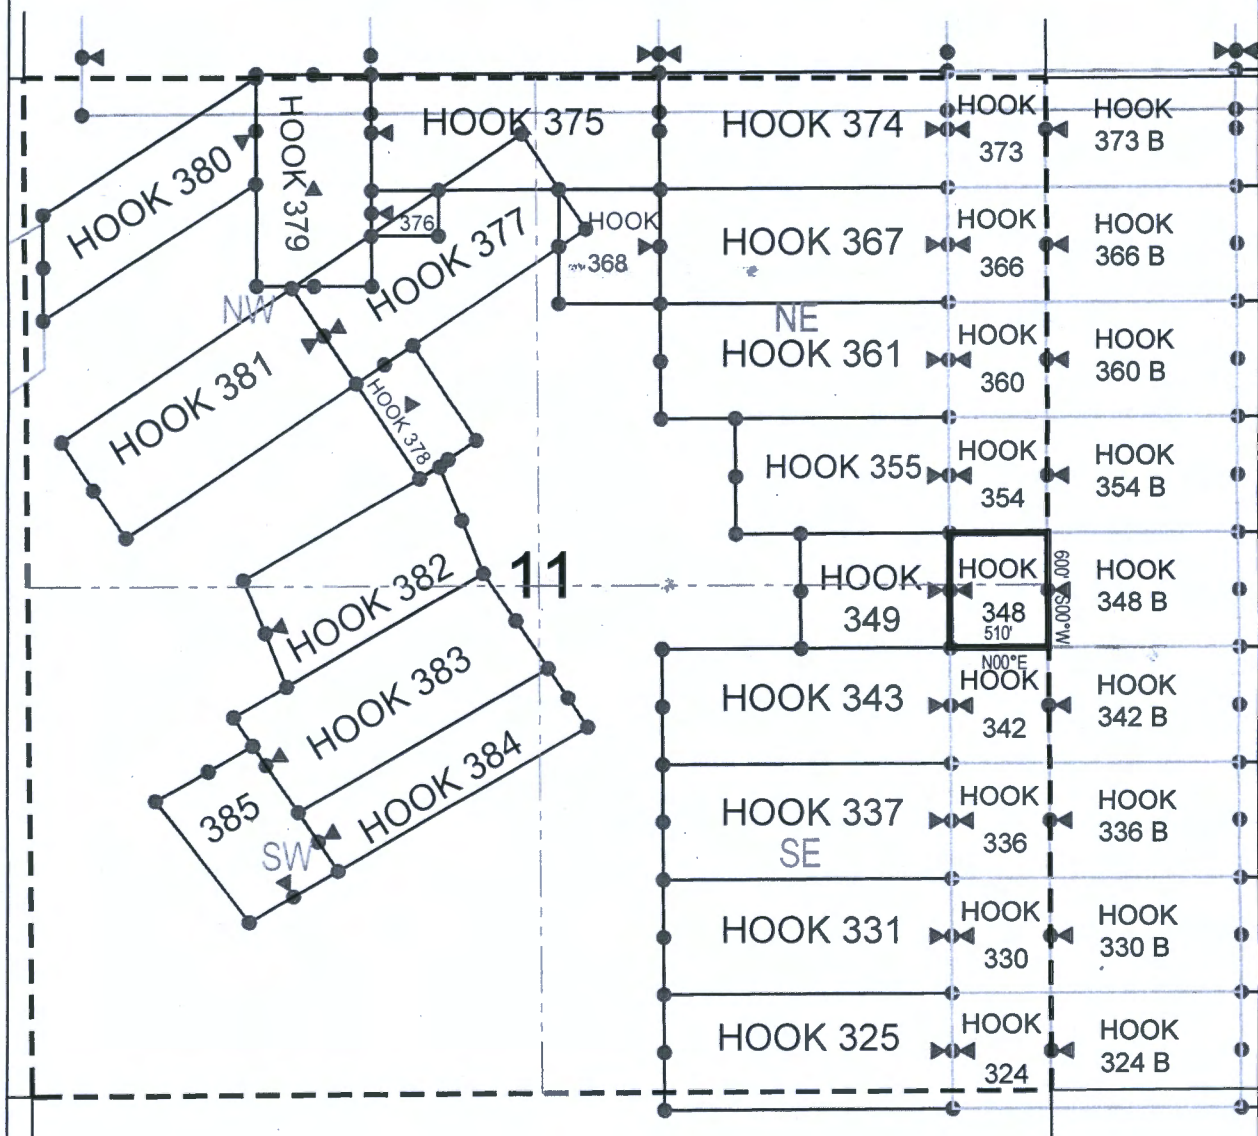 HOOK 375
HOOK 374
HOOK
373
HOOK
373 B
HOOK 380
HOOK 379
376
HOOK 377
HOOK
368
HOOK 367
HOOK
366
HOOK
366 B
NW
NE
HOOK 381
HOOK 378
HOOK 361
HOOK
360
HOOK
360 B
HOOK 355
HOOK
354
HOOK
354 B
HOOK 382
11
HOOK
349
HOOK
348
510'
N00°E
600'
S00°W
HOOK
348 B
HOOK 383
HOOK 343
HOOK
342
HOOK
342 B
HOOK 384
385
SW
HOOK 337
SE
HOOK
336
HOOK
336 B
HOOK 331
HOOK
330
HOOK
330 B
HOOK 325
HOOK
324
HOOK
324 B